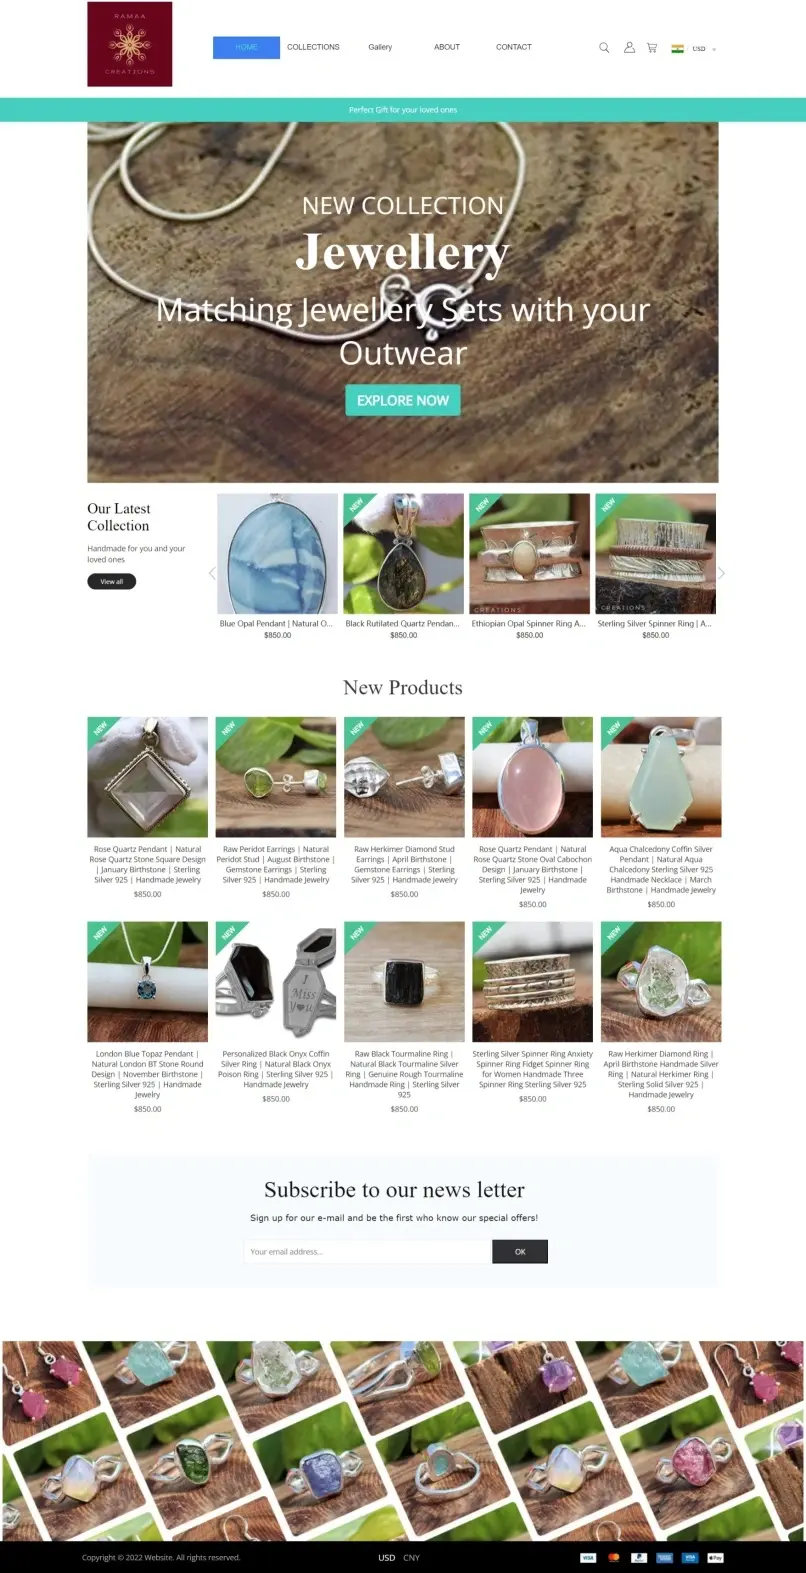 RAMAA
CREATIONS
HOME
COLLECTIONS
Gallery
ABOUT
CONTACT
USD
Perfect Gift for your loved ones
NEW COLLECTION
Jewellery
Matching Jewellery Sets with your
Outwear
EXPLORE NOW
Our Latest
Collection
Handmade for you and your
loved ones
View all
Blue Opal Pendant | Natural O...
$850.00
NEW
Black Rutilated Quartz Pendan...
$850.00
NEW
CREATIONS
Ethiopian Opal Spinner Ring A...
$850.00
NEW
CREATIONS
Sterling Silver Spinner Ring | A...
$850.00
New Products
NEW
Rose Quartz Pendant | Natural
Rose Quartz Stone Square Design
| January Birthstone | Sterling
Silver 925 | Handmade Jewelry
$850.00
NEW
Raw Peridot Earrings | Natural
Peridot Stud | August Birthstone |
Gemstone Earrings | Sterling
Silver 925 | Handmade Jewelry
$850.00
NEW
Raw Herkimer Diamond Stud
Earrings | April Birthstone |
Gemstone Earrings | Sterling
Silver 925 | Handmade Jewelry
$850.00
NEW
Rose Quartz Pendant | Natural
Rose Quartz Stone Oval Cabochon
Design | January Birthstone |
Sterling Silver 925 | Handmade
Jewelry
$850.00
NEW
Aqua Chalcedony Coffin Silver
Pendant | Natural Aqua
Chalcedony Sterling Silver 925
Handmade Necklace | March
Birthstone | Handmade Jewelry
$850.00
NEW
London Blue Topaz Pendant |
Natural London BT Stone Round
Design | November Birthstone |
Sterling Silver 925 | Handmade
Jewelry
$850.00
NEW
I
Miss
Y♥u
Personalized Black Onyx Coffin
Silver Ring | Natural Black Onyx
Poison Ring | Sterling Silver 925 |
Handmade Jewelry
$850.00
NEW
Raw Black Tourmaline Ring |
Natural Black Tourmaline Silver
Ring | Genuine Rough Tourmaline
Handmade Ring | Sterling Silver
925
$850.00
NEW
Sterling Silver Spinner Ring Anxiety
Spinner Ring Fidget Spinner Ring
for Women Handmade Three
Spinner Ring Sterling Silver 925
$850.00
NEW
Raw Herkimer Diamond Ring |
April Birthstone Handmade Silver
Ring | Natural Herkimer Ring |
Sterling Solid Silver 925 |
Handmade Jewelry
$850.00
Subscribe to our news letter
Sign up for our e-mail and be the first who know our special offers!
Your email address...
OK
Copyright © 2022 Website. All rights reserved.
USD CNY
VISA
PayPal
VISA
Pay